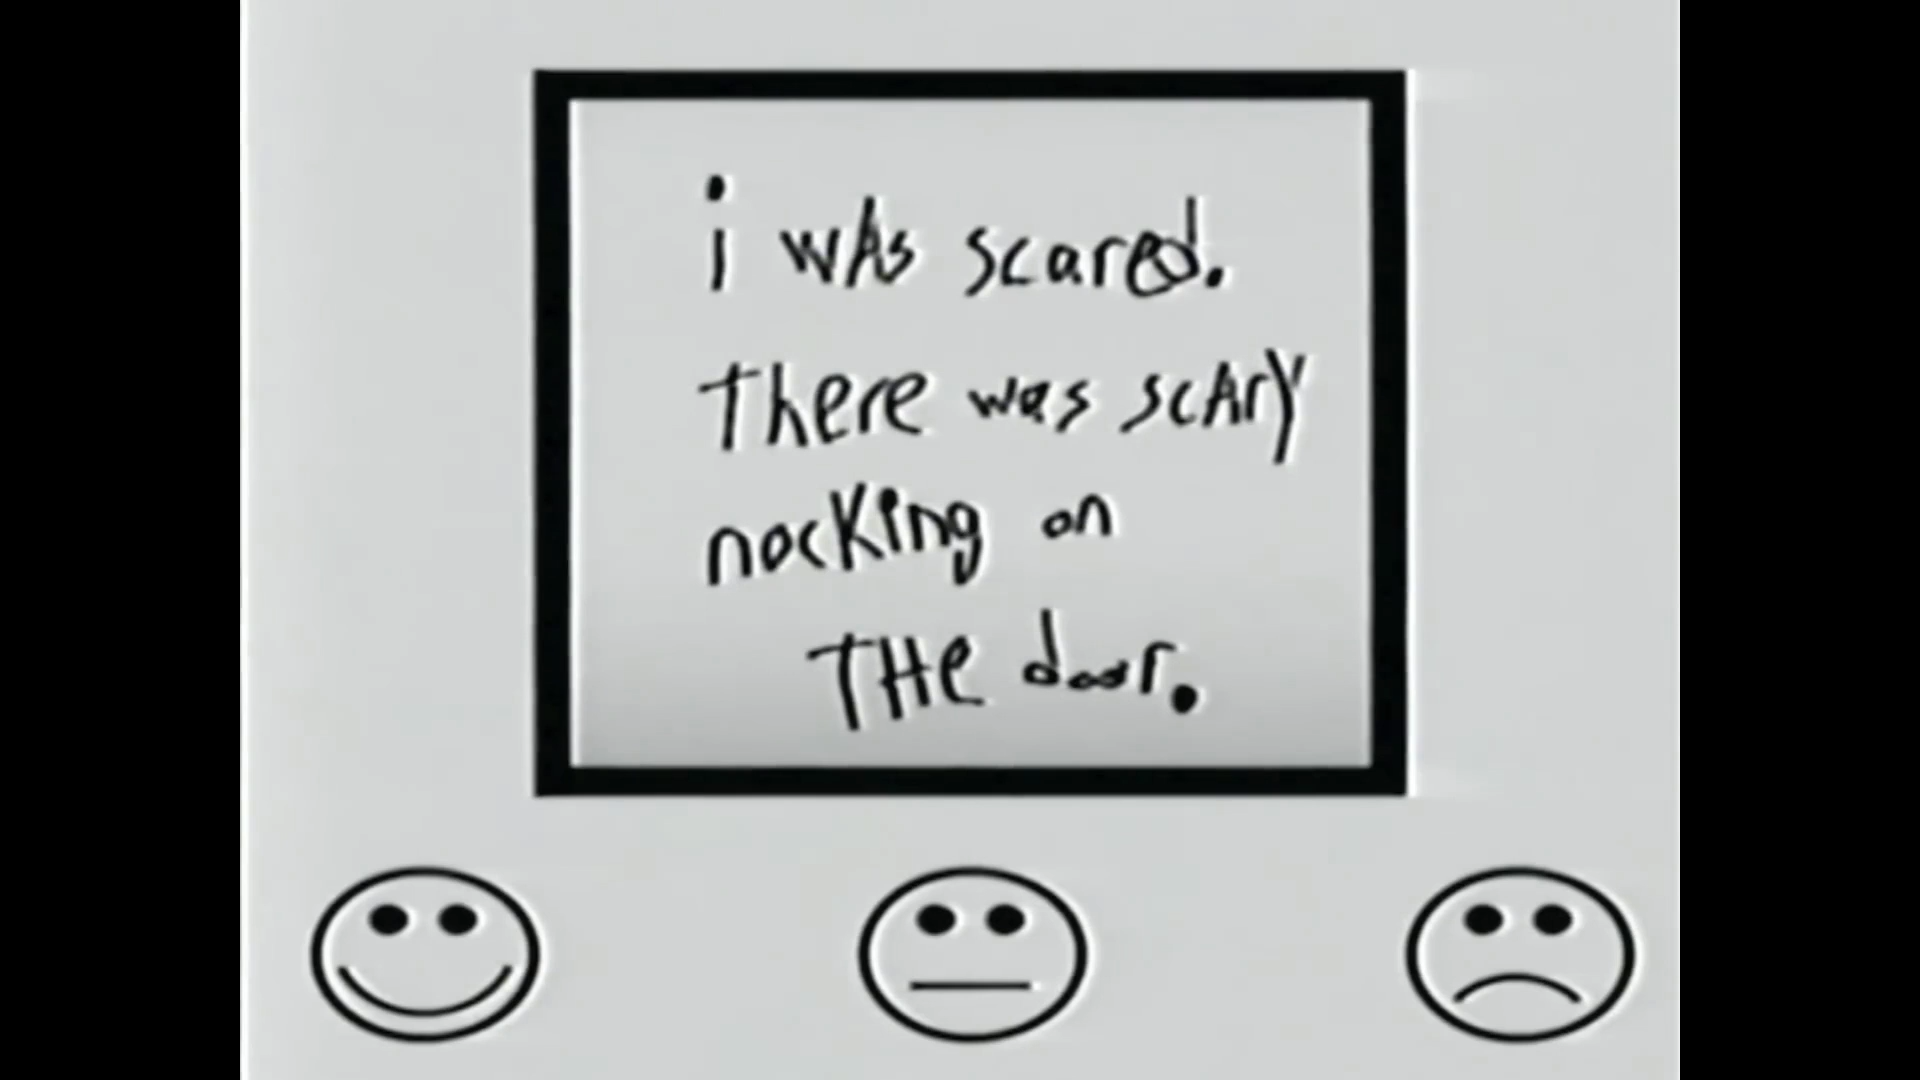 i wAs scared.
There was scAry
nocKing on
THe door.